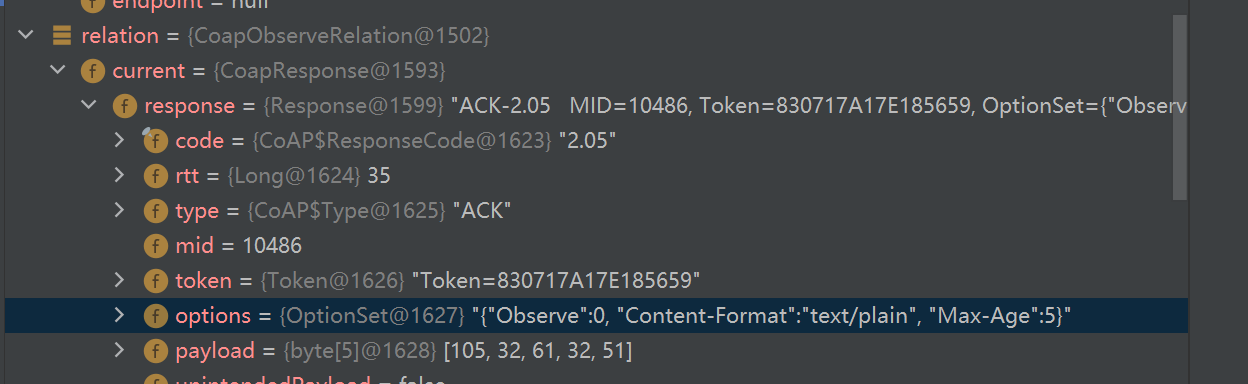 endpoint = null
relation = {CoapObserveRelation@1502}
current = {CoapResponse@1593}
response = {Response@1599} "ACK-2.05   MID=10486, Token=830717A17E185659, OptionSet={"Observ
code = {CoAP$ResponseCode@1623} "2.05"
rtt = {Long@1624} 35
type = {CoAP$Type@1625} "ACK"
mid = 10486
token = {Token@1626} "Token=830717A17E185659"
options = {OptionSet@1627} "{"Observe":0, "Content-Format":"text/plain", "Max-Age":5}"
payload = {byte[5]@1628} [105, 32, 61, 32, 51]
unintendedPayload = false